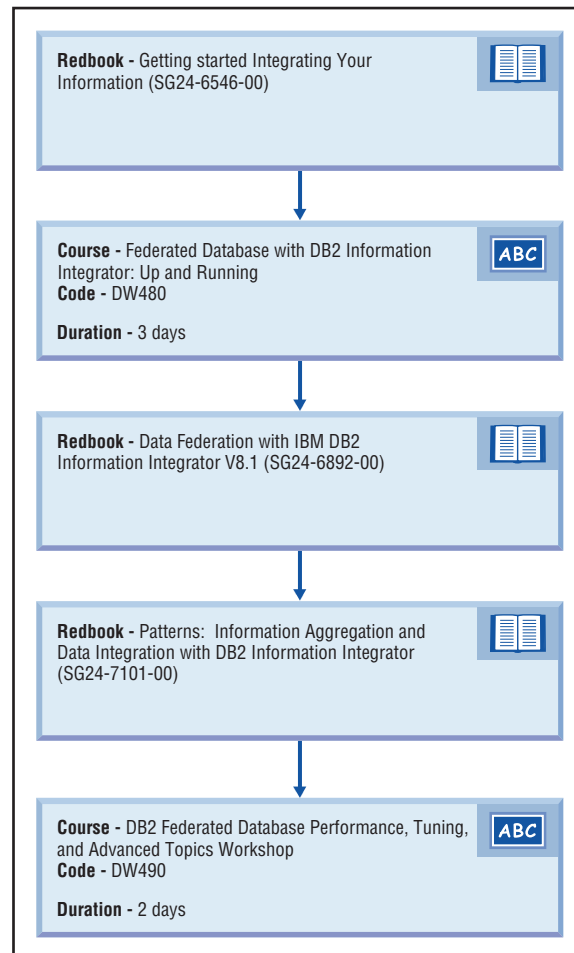 Redbook - Getting started Integrating Your
Information (SG24-6546-00)
Course - Federated Database with DB2 Information
Integrator: Up and Running
ABC
Code - DW480
Duration - 3 days
Redbook - Data Federation with IBM DB2
Information Integrator V8.1 (SG24-6892-00)
Redbook - Patterns: Information Aggregation and
Data Integration with DB2 Information Integrator
(SG24-7101-00)
Course - DB2 Federated Database Performance, Tuning,
and Advanced Topics Workshop
ABC
Code - DW490
Duration - 2 days